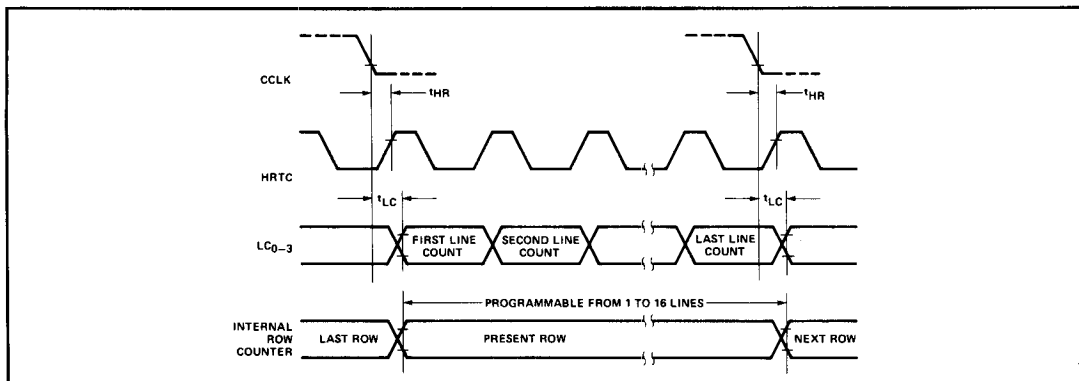 CCLK
tHR
tHR
HRTC
tLC
tLC
LC0–3
FIRST LINE COUNT
SECOND LINE COUNT
LAST LINE COUNT
PROGRAMMABLE FROM 1 TO 16 LINES
INTERNAL ROW COUNTER
LAST ROW
PRESENT ROW
NEXT ROW